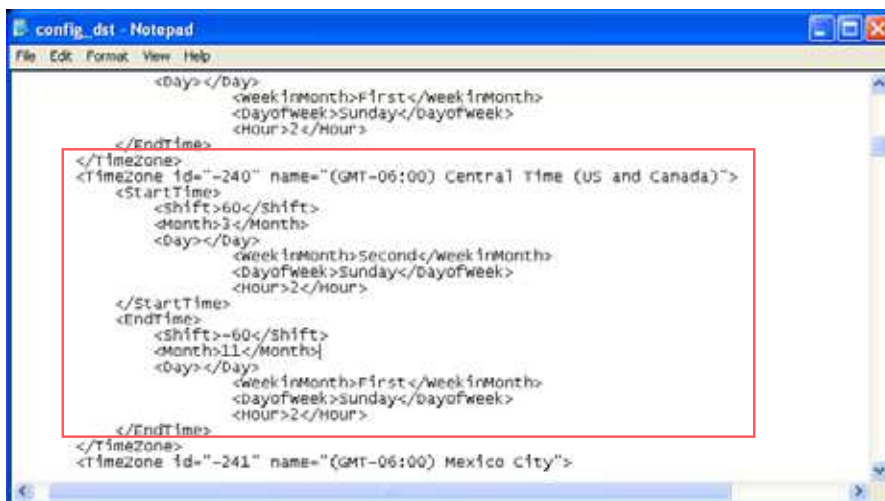 config_dst - Notepad
File Edit Format View Help
<Day></Day>
<WeekinMonth>First</WeekinMonth>
<DayofWeek>Sunday</DayofWeek>
<Hour>2</Hour>
</EndTime>
</TimeZone>
<TimeZone id="-240" name="(GMT-06:00) Central Time (US and Canada)">
<StartTime>
<Shift>60</Shift>
<Month>3</Month>
<Day></Day>
<WeekinMonth>Second</WeekinMonth>
<DayofWeek>Sunday</DayofWeek>
<Hour>2</Hour>
</StartTime>
<EndTime>
<Shift>-60</Shift>
<Month>11</Month>
<Day></Day>
<WeekinMonth>First</WeekinMonth>
<DayofWeek>Sunday</DayofWeek>
<Hour>2</Hour>
</EndTime>
</TimeZone>
<TimeZone id="-241" name="(GMT-06:00) Mexico City">